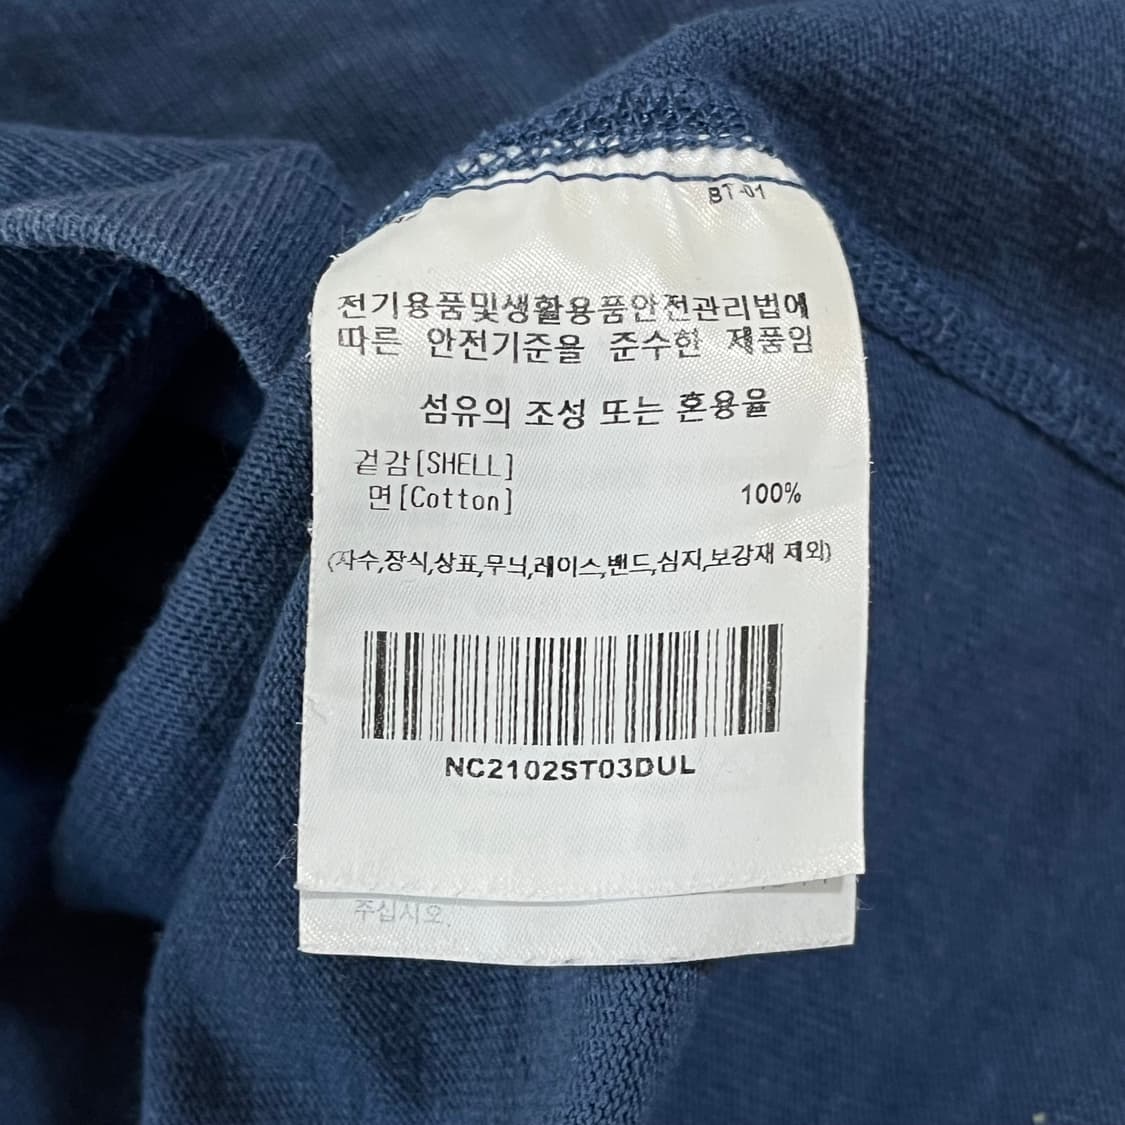 BT-01
전기용품및생활용품안전관리법에
따른 안전기준을 준수한 제품임
섬유의 조성 또는 혼용율
겉감[SHELL]
면[Cotton] 100%
(자수,장식,상표,무늬,레이스,밴드,심지,보강재 제외)
NC2102ST03DUL
주십시오.